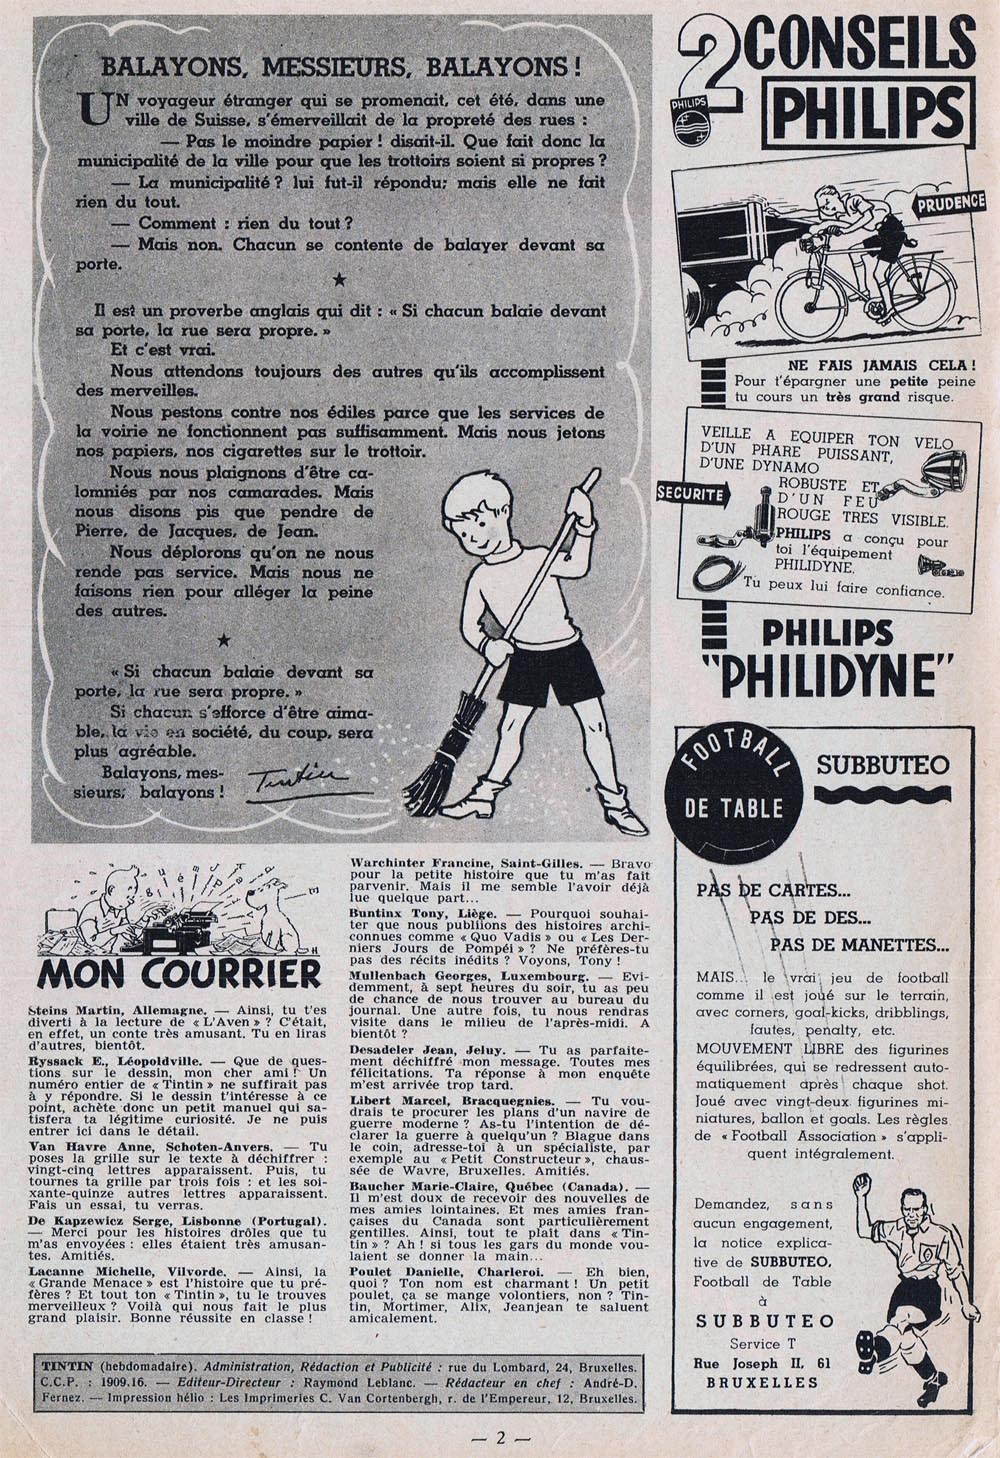 BALAYONS, MESSIEURS, BALAYONS !
UN voyageur étranger qui se promenait, cet été, dans une
ville de Suisse, s'émerveillait de la propreté des rues :
— Pas le moindre papier ! disait-il. Que fait donc la
municipalité de la ville pour que les trottoirs soient si propres ?
— La municipalité ? lui fut-il répondu; mais elle ne fait
rien du tout.
— Comment : rien du tout ?
— Mais non. Chacun se contente de balayer devant sa
porte.
★
Il est un proverbe anglais qui dit : « Si chacun balaie devant
sa porte, la rue sera propre. »
Et c'est vrai.
Nous attendons toujours des autres qu'ils accomplissent
des merveilles.
Nous pestons contre nos édiles parce que les services de
la voirie ne fonctionnent pas suffisamment. Mais nous jetons
nos papiers, nos cigarettes sur le trottoir.
Nous nous plaignons d'être ca-
lomniés par nos camarades. Mais
nous disons pis que pendre de
Pierre, de Jacques, de Jean.
Nous déplorons qu'on ne nous
rende pas service. Mais nous ne
faisons rien pour alléger la peine
des autres.
★
« Si chacun balaie devant sa
porte, la rue sera propre. »
Si chacun s'efforce d'être aima-
ble, la vie en société, du coup, sera
plus agréable.
Balayons, mes-
sieurs, balayons !
Tintin
MON COURRIER
Steins Martin, Allemagne. — Ainsi, tu t'es
diverti à la lecture de « L'Aven » ? C'était,
en effet, un conte très amusant. Tu en liras
d'autres, bientôt.
Ryssack E., Léopoldville. — Que de ques-
tions sur le dessin, mon cher ami ! Un
numéro entier de « Tintin » ne suffirait pas
à y répondre. Si le dessin t'intéresse à ce
point, achète donc un petit manuel qui sa-
tisfera ta légitime curiosité. Je ne puis
entrer ici dans le détail.
Van Havre Anne, Schoten-Anvers. — Tu
poses la grille sur le texte à déchiffrer :
vingt-cinq lettres apparaissent. Puis, tu
tournes ta grille par trois fois : et les soi-
xante-quinze autres lettres apparaissent.
Fais un essai, tu verras.
De Kapzewicz Serge, Lisbonne (Portugal).
— Merci pour les histoires drôles que tu
m'as envoyées : elles étaient très amusan-
tes. Amitiés.
Lacanne Michelle, Vilvorde. — Ainsi, la
« Grande Menace » est l'histoire que tu pré-
fères ? Et tout ton « Tintin », tu le trouves
merveilleux ? Voilà qui nous fait le plus
grand plaisir. Bonne réussite en classe !
Warchinter Francine, Saint-Gilles. — Bravo
pour la petite histoire que tu m'as fait
parvenir. Mais il me semble l'avoir déjà
lue quelque part...
Buntinx Tony, Liège. — Pourquoi souhai-
ter que nous publiions des histoires archi-
connues comme « Quo Vadis » ou « Les Der-
niers Jours de Pompéi » ? Ne préfères-tu
pas des récits inédits ? Voyons, Tony !
Mullenbach Georges, Luxembourg. — Evi-
demment, à sept heures du soir, tu as peu
de chance de nous trouver au bureau du
journal. Une autre fois, tu nous rendras
visite dans le milieu de l'après-midi. A
bientôt ?
Desadeler Jean, Jeluy. — Tu as parfaite-
ment déchiffré mon message. Toutes mes
félicitations. Ta réponse à mon enquête
m'est arrivée trop tard.
Libert Marcel, Bracquegnies. — Tu vou-
drais te procurer les plans d'un navire de
guerre moderne ? As-tu l'intention de dé-
clarer la guerre à quelqu'un ? Blague dans
le coin, adresse-toi à un spécialiste, par
exemple au « Petit Constructeur », chaus-
sée de Wavre, Bruxelles. Amitiés.
Baucher Marie-Claire, Québec (Canada). —
Il m'est doux de recevoir des nouvelles de
mes amies lointaines. Et mes amies fran-
çaises du Canada sont particulièrement
gentilles. Ainsi, tout te plaît dans « Tin-
tin » ? Ah ! si tous les gars du monde vou-
laient se donner la main...
Poulet Danielle, Charleroi. — Eh bien,
quoi ? Ton nom est charmant ! Un petit
poulet, ça se mange volontiers, non ? Tin-
tin, Mortimer, Alix, Jeanjean te saluent
amicalement.
TINTIN (hebdomadaire). Administration, Rédaction et Publicité : rue du Lombard, 24, Bruxelles.
C.C.P. : 1909.16. — Editeur-Directeur : Raymond Leblanc. — Rédacteur en chef : André-D.
Fernez. — Impression hélio : Les Imprimeries C. Van Cortenbergh, r. de l'Empereur, 12, Bruxelles.
— 2 —
2 CONSEILS
PHILIPS
PHILIPS
PRUDENCE
NE FAIS JAMAIS CELA !
Pour t'épargner une petite peine
tu cours un très grand risque.
SECURITE
VEILLE A EQUIPER TON VELO
D'UN PHARE PUISSANT,
D'UNE DYNAMO
ROBUSTE ET
D'UN FEU
ROUGE TRES VISIBLE.
PHILIPS a conçu pour
toi l'équipement
PHILIDYNE.
Tu peux lui faire confiance.
PHILIPS
"PHILIDYNE"
FOOTBALL
DE TABLE
SUBBUTEO
PAS DE CARTES...
PAS DE DES...
PAS DE MANETTES...
MAIS... le vrai jeu de football
comme il est joué sur le terrain,
avec corners, goal-kicks, dribblings,
fautes, penalty, etc.
MOUVEMENT LIBRE des figurines
équilibrées, qui se redressent auto-
matiquement après chaque shot.
Joué avec vingt-deux figurines mi-
niatures, ballon et goals. Les règles
de « Football Association » s'appli-
quent intégralement.
Demandez, sans
aucun engagement,
la notice explica-
tive de SUBBUTEO,
Football de Table
à
SUBBUTEO
Service T
Rue Joseph II, 61
BRUXELLES